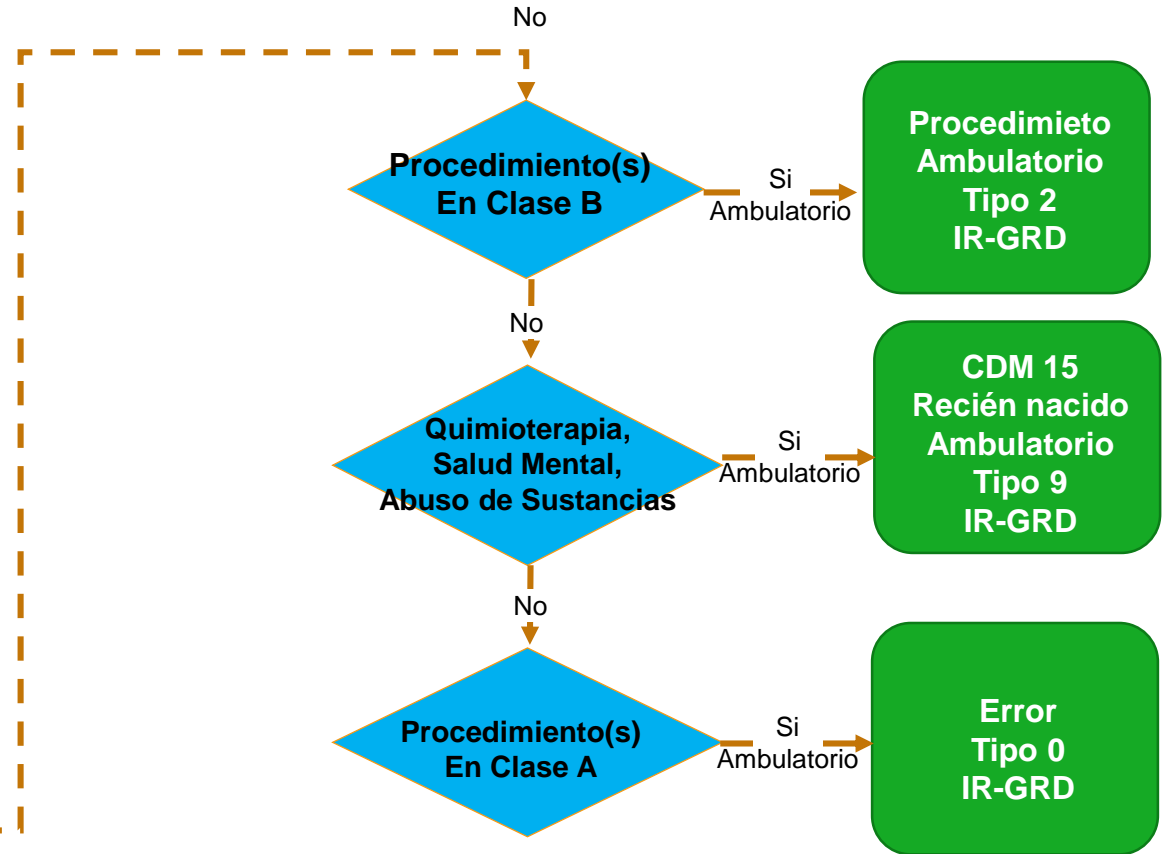 No
Procedimiento(s)
En Clase B
Si
Ambulatorio
Procedimieto
Ambulatorio
Tipo 2
IR-GRD
No
Quimioterapia,
Salud Mental,
Abuso de Sustancias
Si
Ambulatorio
CDM 15
Recién nacido
Ambulatorio
Tipo 9
IR-GRD
No
Procedimiento(s)
En Clase A
Si
Ambulatorio
Error
Tipo 0
IR-GRD